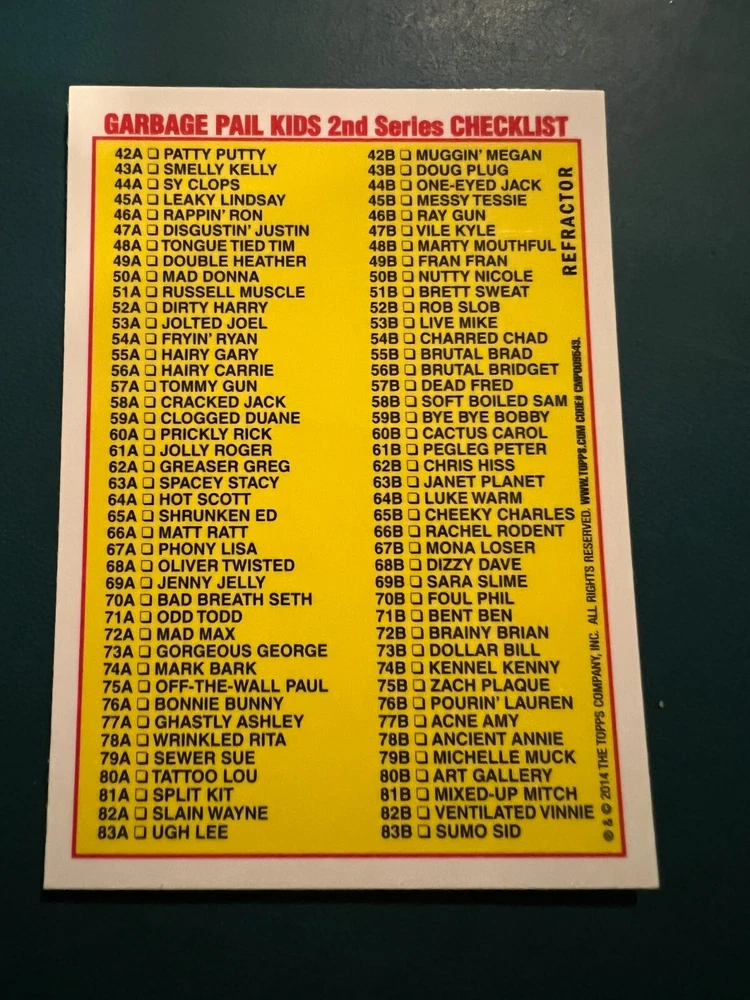 GARBAGE PAIL KIDS 2nd Series CHECKLIST
42A ❏ PATTY PUTTY
43A ❏ SMELLY KELLY
44A ❏ SY CLOPS
45A ❏ LEAKY LINDSAY
46A ❏ RAPPIN' RON
47A ❏ DISGUSTIN' JUSTIN
48A ❏ TONGUE TIED TIM
49A ❏ DOUBLE HEATHER
50A ❏ MAD DONNA
51A ❏ RUSSELL MUSCLE
52A ❏ DIRTY HARRY
53A ❏ JOLTED JOEL
54A ❏ FRYIN' RYAN
55A ❏ HAIRY GARY
56A ❏ HAIRY CARRIE
57A ❏ TOMMY GUN
58A ❏ CRACKED JACK
59A ❏ CLOGGED DUANE
60A ❏ PRICKLY RICK
61A ❏ JOLLY ROGER
62A ❏ GREASER GREG
63A ❏ SPACEY STACY
64A ❏ HOT SCOTT
65A ❏ SHRUNKEN ED
66A ❏ MATT RATT
67A ❏ PHONY LISA
68A ❏ OLIVER TWISTED
69A ❏ JENNY JELLY
70A ❏ BAD BREATH SETH
71A ❏ ODD TODD
72A ❏ MAD MAX
73A ❏ GORGEOUS GEORGE
74A ❏ MARK BARK
75A ❏ OFF-THE-WALL PAUL
76A ❏ BONNIE BUNNY
77A ❏ GHASTLY ASHLEY
78A ❏ WRINKLED RITA
79A ❏ SEWER SUE
80A ❏ TATTOO LOU
81A ❏ SPLIT KIT
82A ❏ SLAIN WAYNE
83A ❏ UGH LEE
42B ❏ MUGGIN' MEGAN
43B ❏ DOUG PLUG
44B ❏ ONE-EYED JACK
45B ❏ MESSY TESSIE
46B ❏ RAY GUN
47B ❏ VILE KYLE
48B ❏ MARTY MOUTHFUL
49B ❏ FRAN FRAN
50B ❏ NUTTY NICOLE
51B ❏ BRETT SWEAT
52B ❏ ROB SLOB
53B ❏ LIVE MIKE
54B ❏ CHARRED CHAD
55B ❏ BRUTAL BRAD
56B ❏ BRUTAL BRIDGET
57B ❏ DEAD FRED
58B ❏ SOFT BOILED SAM
59B ❏ BYE BYE BOBBY
60B ❏ CACTUS CAROL
61B ❏ PEGLEG PETER
62B ❏ CHRIS HISS
63B ❏ JANET PLANET
64B ❏ LUKE WARM
65B ❏ CHEEKY CHARLES
66B ❏ RACHEL RODENT
67B ❏ MONA LOSER
68B ❏ DIZZY DAVE
69B ❏ SARA SLIME
70B ❏ FOUL PHIL
71B ❏ BENT BEN
72B ❏ BRAINY BRIAN
73B ❏ DOLLAR BILL
74B ❏ KENNEL KENNY
75B ❏ ZACH PLAQUE
76B ❏ POURIN' LAUREN
77B ❏ ACNE AMY
78B ❏ ANCIENT ANNIE
79B ❏ MICHELLE MUCK
80B ❏ ART GALLERY
81B ❏ MIXED-UP MITCH
82B ❏ VENTILATED VINNIE
83B ❏ SUMO SID
REFRACTOR
® & © 2014 THE TOPPS COMPANY, INC. ALL RIGHTS RESERVED. WWW.TOPPS.COM CODE#